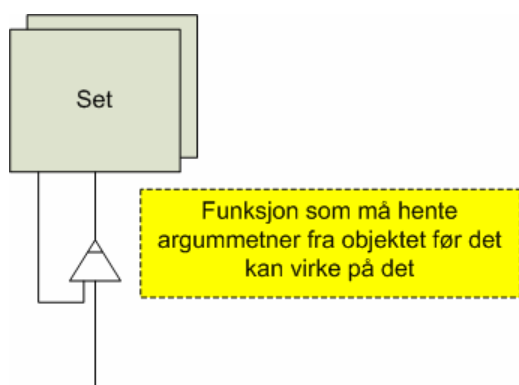 Set
Funksjon som må hente
argummetner fra objektet før det
kan virke på det